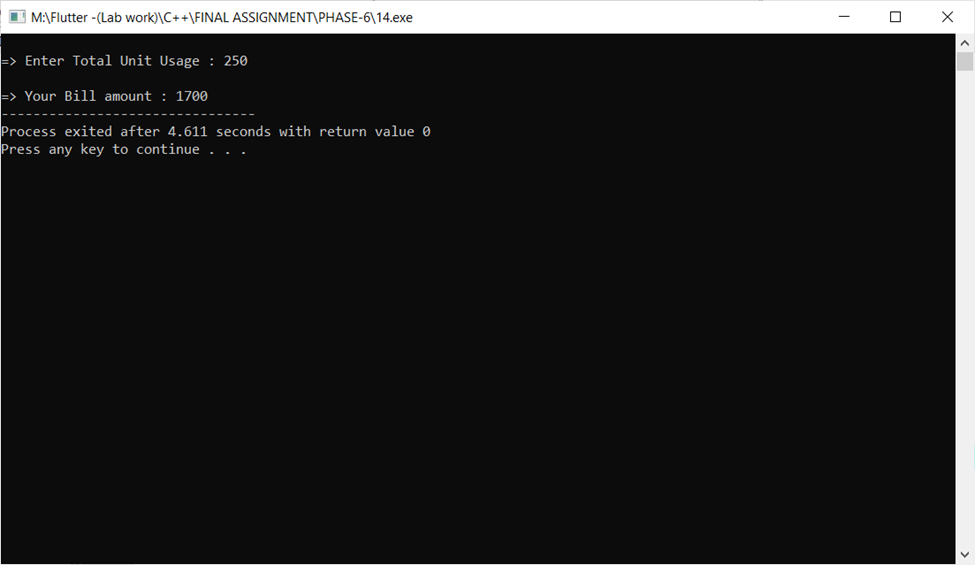 M:\Flutter -(Lab work)\C++\FINAL ASSIGNMENT\PHASE-6\14.exe
=> Enter Total Unit Usage : 250
=> Your Bill amount : 1700
--------------------------------
Process exited after 4.611 seconds with return value 0
Press any key to continue . . .